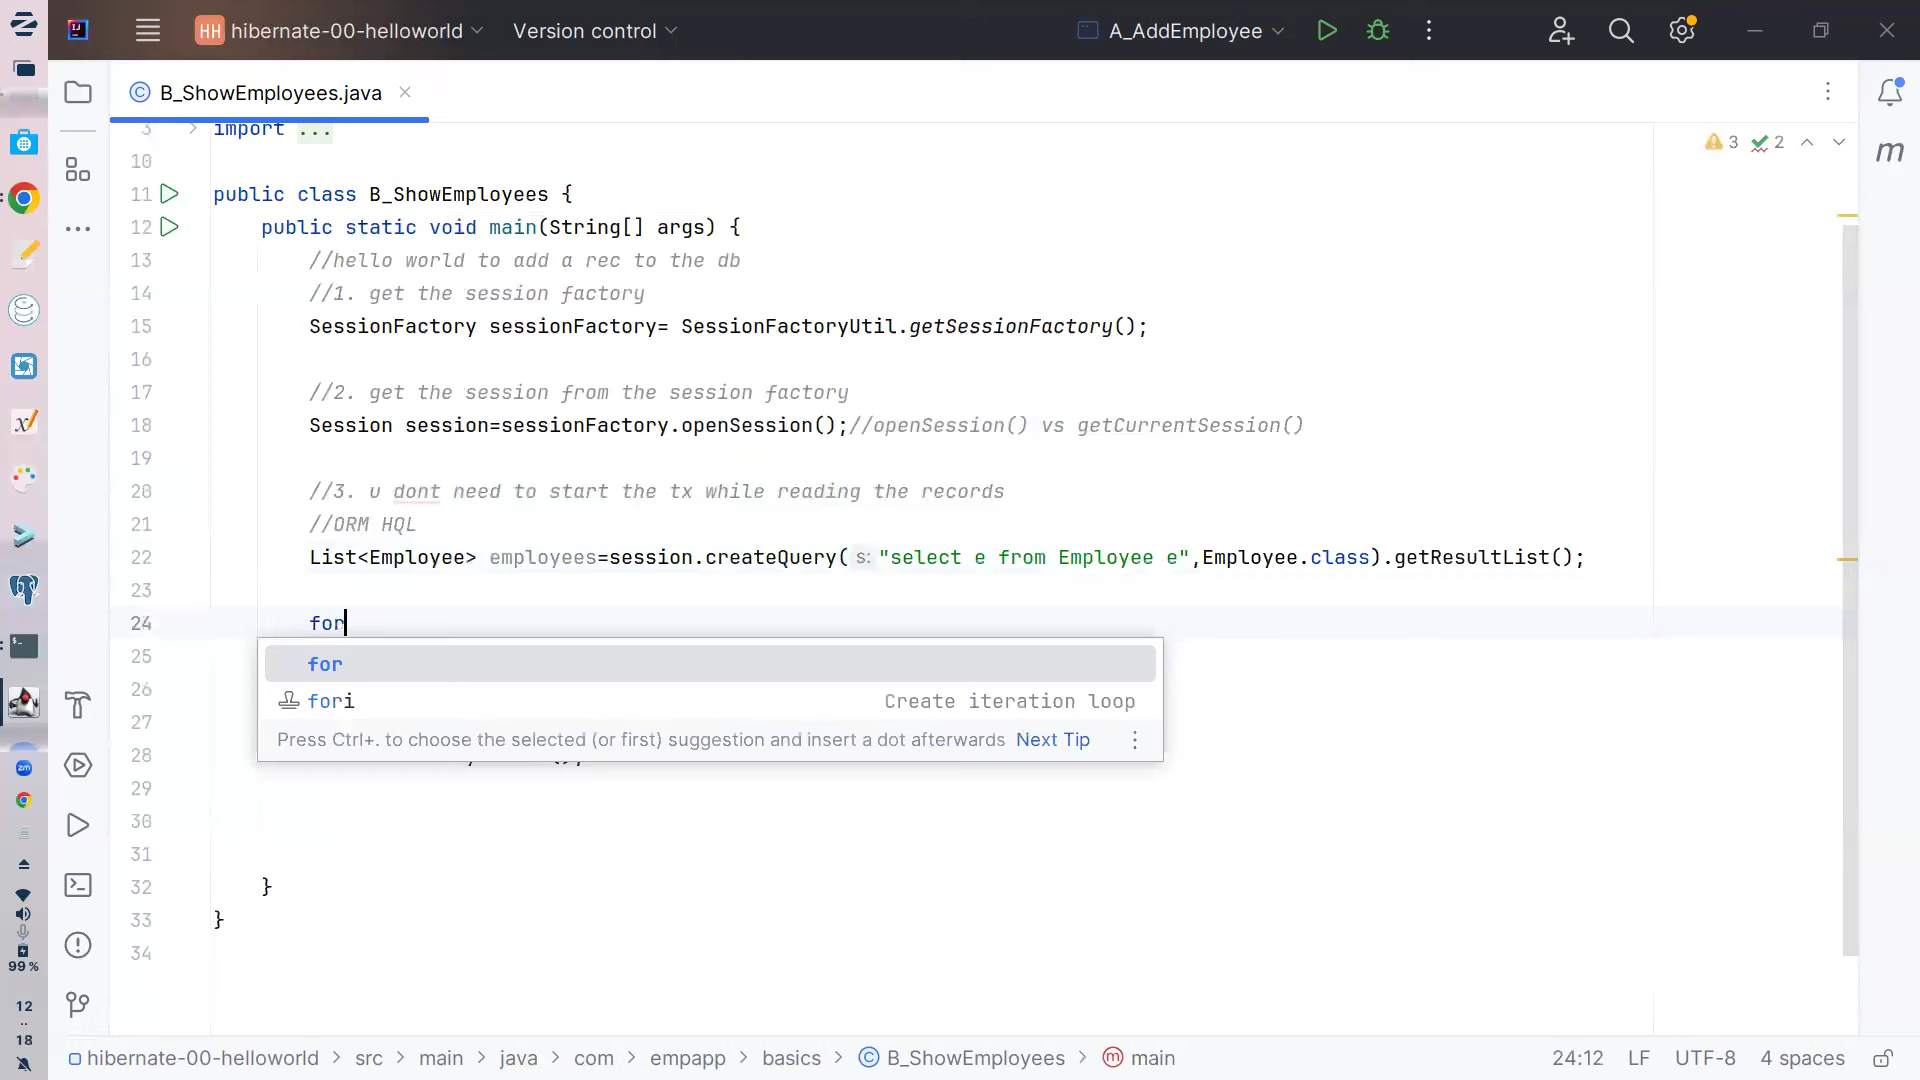 HH hibernate-00-helloworld Version control A_AddEmployee
B_ShowEmployees.java
3 import ...
3 2
10
11 public class B_ShowEmployees {
12 public static void main(String[] args) {
13 //hello world to add a rec to the db
14 //1. get the session factory
15 SessionFactory sessionFactory= SessionFactoryUtil.getSessionFactory();
16
17 //2. get the session from the session factory
18 Session session=sessionFactory.openSession();//openSession() vs getCurrentSession()
19
20 //3. u dont need to start the tx while reading the records
21 //ORM HQL
22 List<Employee> employees=session.createQuery( s: "select e from Employee e",Employee.class).getResultList();
23
24 for
25
for
26
fori Create iteration loop
27
Press Ctrl+. to choose the selected (or first) suggestion and insert a dot afterwards Next Tip
28
29
30
31
32 }
33 }
34
zm
99%
12
..
18
hibernate-00-helloworld > src > main > java > com > empapp > basics > B_ShowEmployees > main 24:12 LF UTF-8 4 spaces